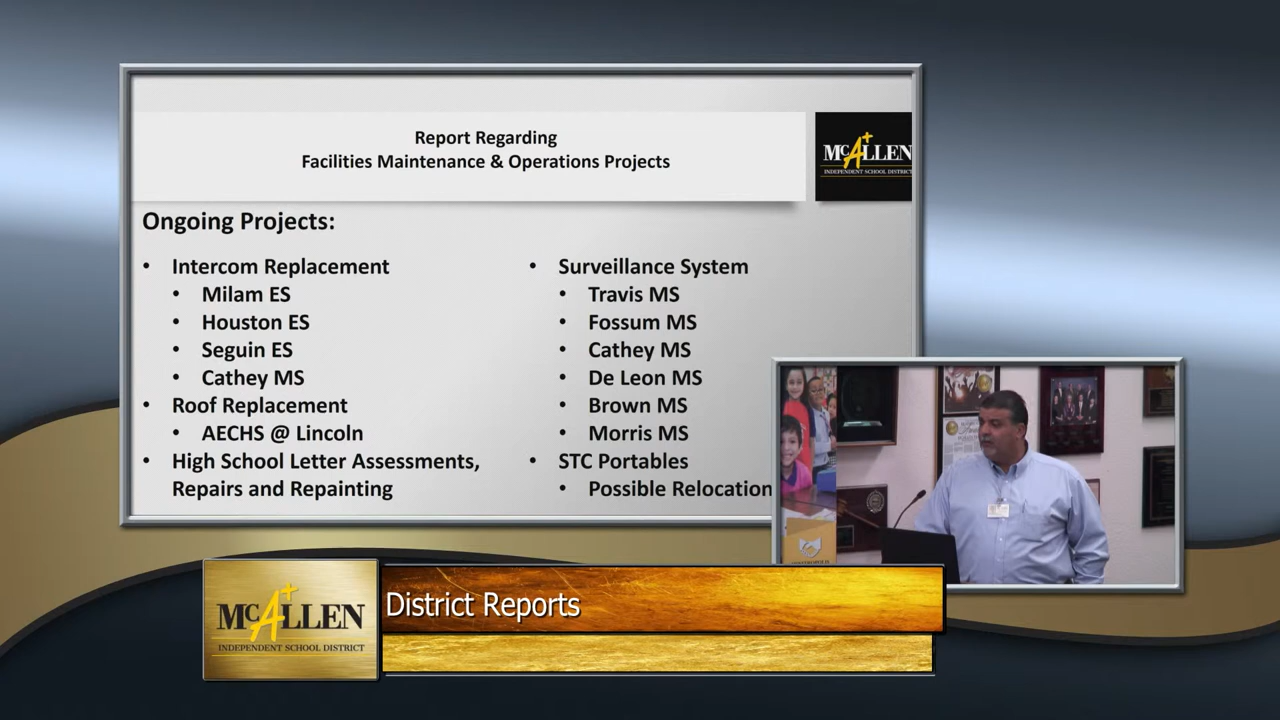 Report Regarding
Facilities Maintenance & Operations Projects
McALLEN
INDEPENDENT SCHOOL DISTRICT
Ongoing Projects:
• Intercom Replacement
• Milam ES
• Houston ES
• Seguin ES
• Cathey MS
• Roof Replacement
• AECHS @ Lincoln
• High School Letter Assessments,
Repairs and Repainting
• Surveillance System
• Travis MS
• Fossum MS
• Cathey MS
• De Leon MS
• Brown MS
• Morris MS
• STC Portables
• Possible Relocation
McALLEN
INDEPENDENT SCHOOL DISTRICT
District Reports